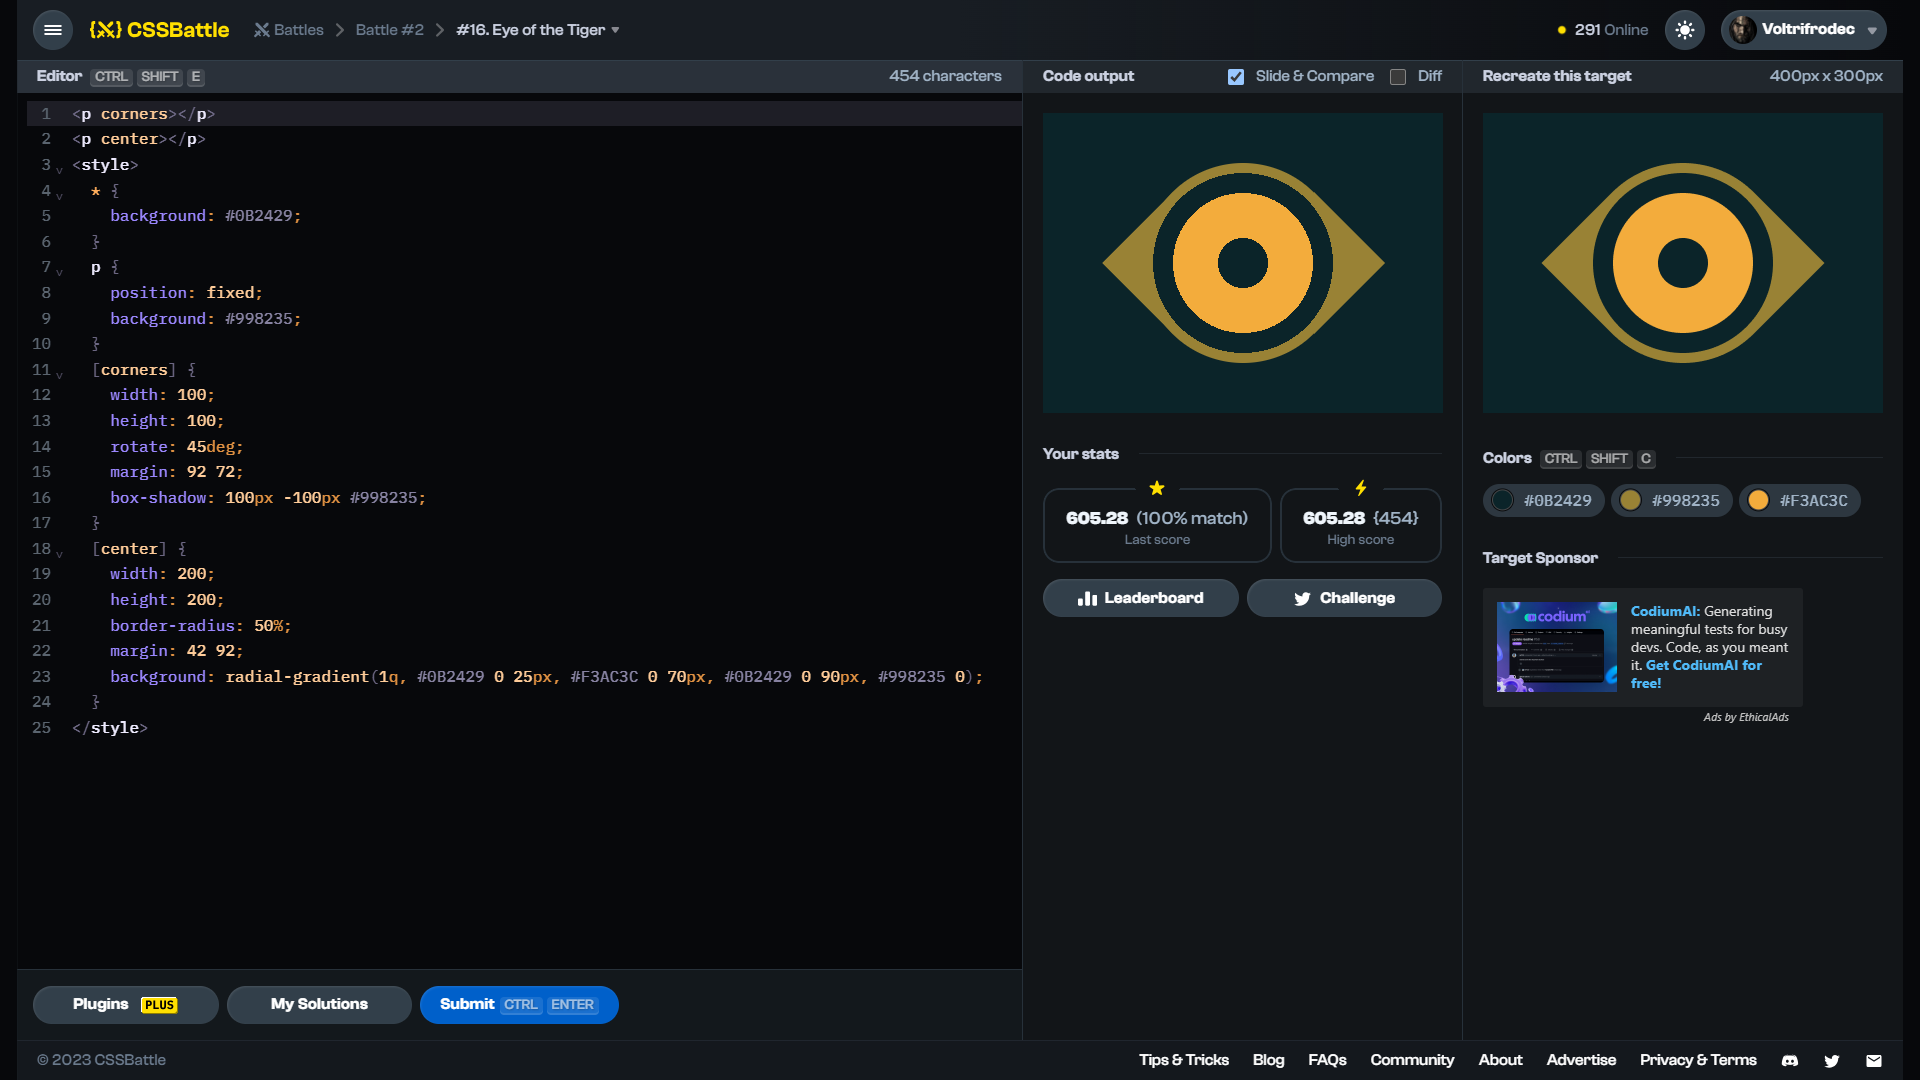 {X} CSSBattle
Battles
Battle #2
#16. Eye of the Tiger
291 Online
Voltrifrodec
Editor CTRL SHIFT E
454 characters
Code output
Slide & Compare
Diff
Recreate this target
400px x 300px
1 <p corners></p>
2 <p center></p>
3 <style>
4 * {
5 background: #0B2429;
6 }
7 p {
8 position: fixed;
9 background: #998235;
10 }
11 [corners] {
12 width: 100;
13 height: 100;
14 rotate: 45deg;
15 margin: 92 72;
16 box-shadow: 100px -100px #998235;
17 }
18 [center] {
19 width: 200;
20 height: 200;
21 border-radius: 50%;
22 margin: 42 92;
23 background: radial-gradient(1q, #0B2429 0 25px, #F3AC3C 0 70px, #0B2429 0 90px, #998235 0);
24 }
25 </style>
Your stats
605.28 (100% match)
Last score
605.28 {454}
High score
Leaderboard
Challenge
Colors CTRL SHIFT C
#0B2429
#998235
#F3AC3C
Target Sponsor
codium
CodiumAI: Generating
meaningful tests for busy
devs. Code, as you meant
it. Get CodiumAI for
free!
Ads by EthicalAds
Plugins PLUS
My Solutions
Submit CTRL ENTER
© 2023 CSSBattle
Tips & Tricks
Blog
FAQs
Community
About
Advertise
Privacy & Terms